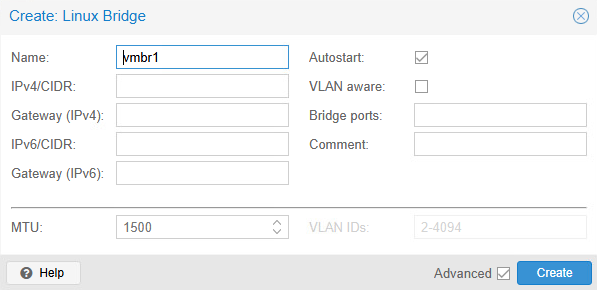 Create: Linux Bridge
Name: vmbr1 Autostart:
IPv4/CIDR: VLAN aware:
Gateway (IPv4): Bridge ports:
IPv6/CIDR: Comment:
Gateway (IPv6):
MTU: 1500 VLAN IDs: 2-4094
Help Advanced Create